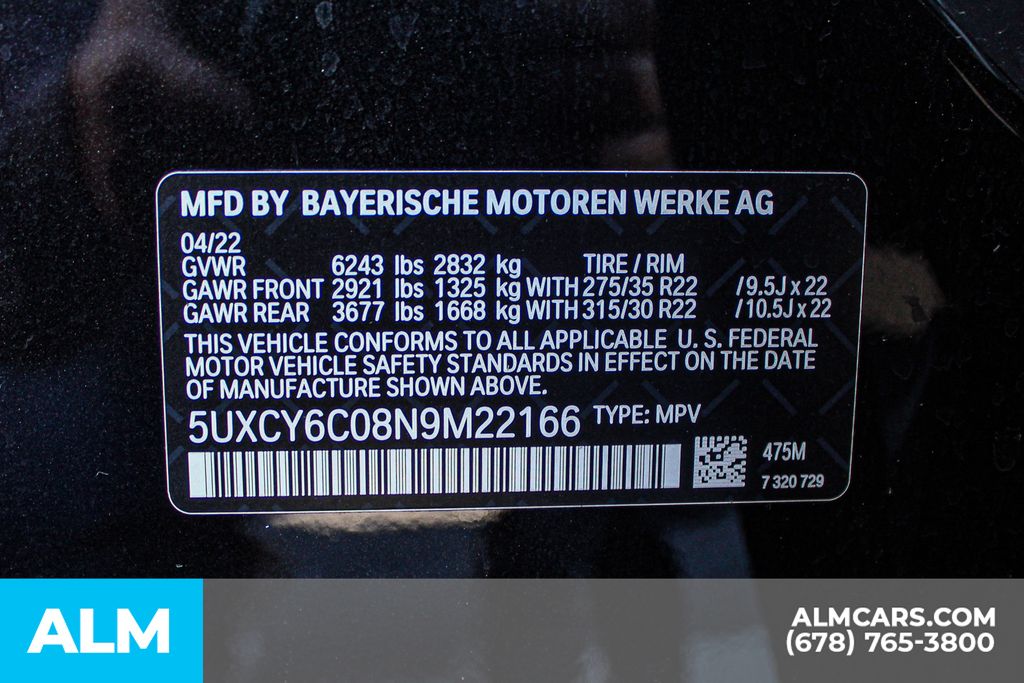 MFD BY BAYERISCHE MOTOREN WERKE AG
04/22
GVWR 6243 lbs 2832 kg TIRE / RIM
GAWR FRONT 2921 lbs 1325 kg WITH 275/35 R22 /9.5J x 22
GAWR REAR 3677 lbs 1668 kg WITH 315/30 R22 /10.5J x 22
THIS VEHICLE CONFORMS TO ALL APPLICABLE U. S. FEDERAL
MOTOR VEHICLE SAFETY STANDARDS IN EFFECT ON THE DATE
OF MANUFACTURE SHOWN ABOVE.
5UXCY6C08N9M22166 TYPE: MPV
475M
7 320 729
ALM
ALMCARS.COM
(678) 765-3800